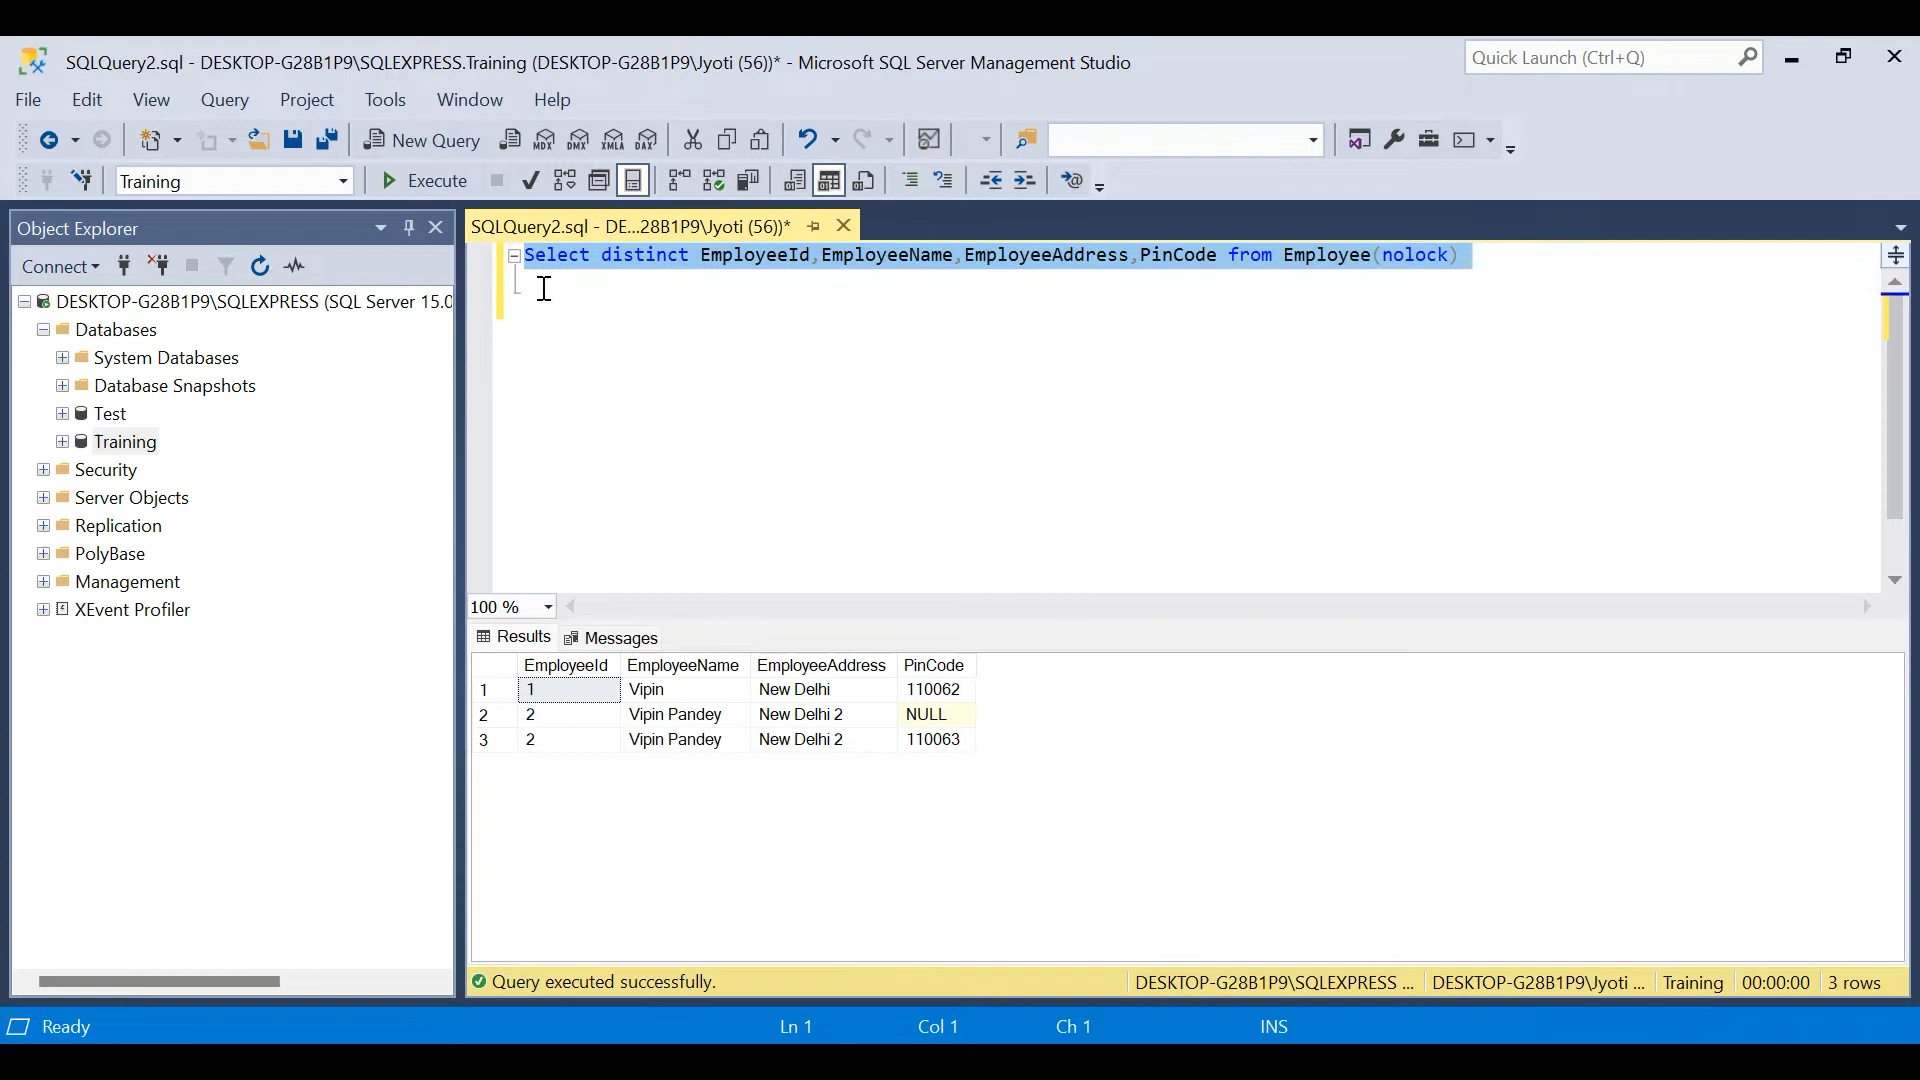 SQLQuery2.sql - DESKTOP-G28B1P9\SQLEXPRESS.Training (DESKTOP-G28B1P9\Jyoti (56))* - Microsoft SQL Server Management Studio
Quick Launch (Ctrl+Q)
File Edit View Query Project Tools Window Help
New Query MDX DMX XMLA DAX
Training Execute
Object Explorer
Connect
DESKTOP-G28B1P9\SQLEXPRESS (SQL Server 15.0
Databases
System Databases
Database Snapshots
Test
Training
Security
Server Objects
Replication
PolyBase
Management
XEvent Profiler
SQLQuery2.sql - DE...28B1P9\Jyoti (56))*
Select distinct EmployeeId,EmployeeName,EmployeeAddress,PinCode from Employee(nolock)
100 %
Results Messages
EmployeeId EmployeeName EmployeeAddress PinCode
1 1 Vipin New Delhi 110062
2 2 Vipin Pandey New Delhi 2 NULL
3 2 Vipin Pandey New Delhi 2 110063
Query executed successfully. DESKTOP-G28B1P9\SQLEXPRESS ... DESKTOP-G28B1P9\Jyoti ... Training 00:00:00 3 rows
Ready Ln 1 Col 1 Ch 1 INS